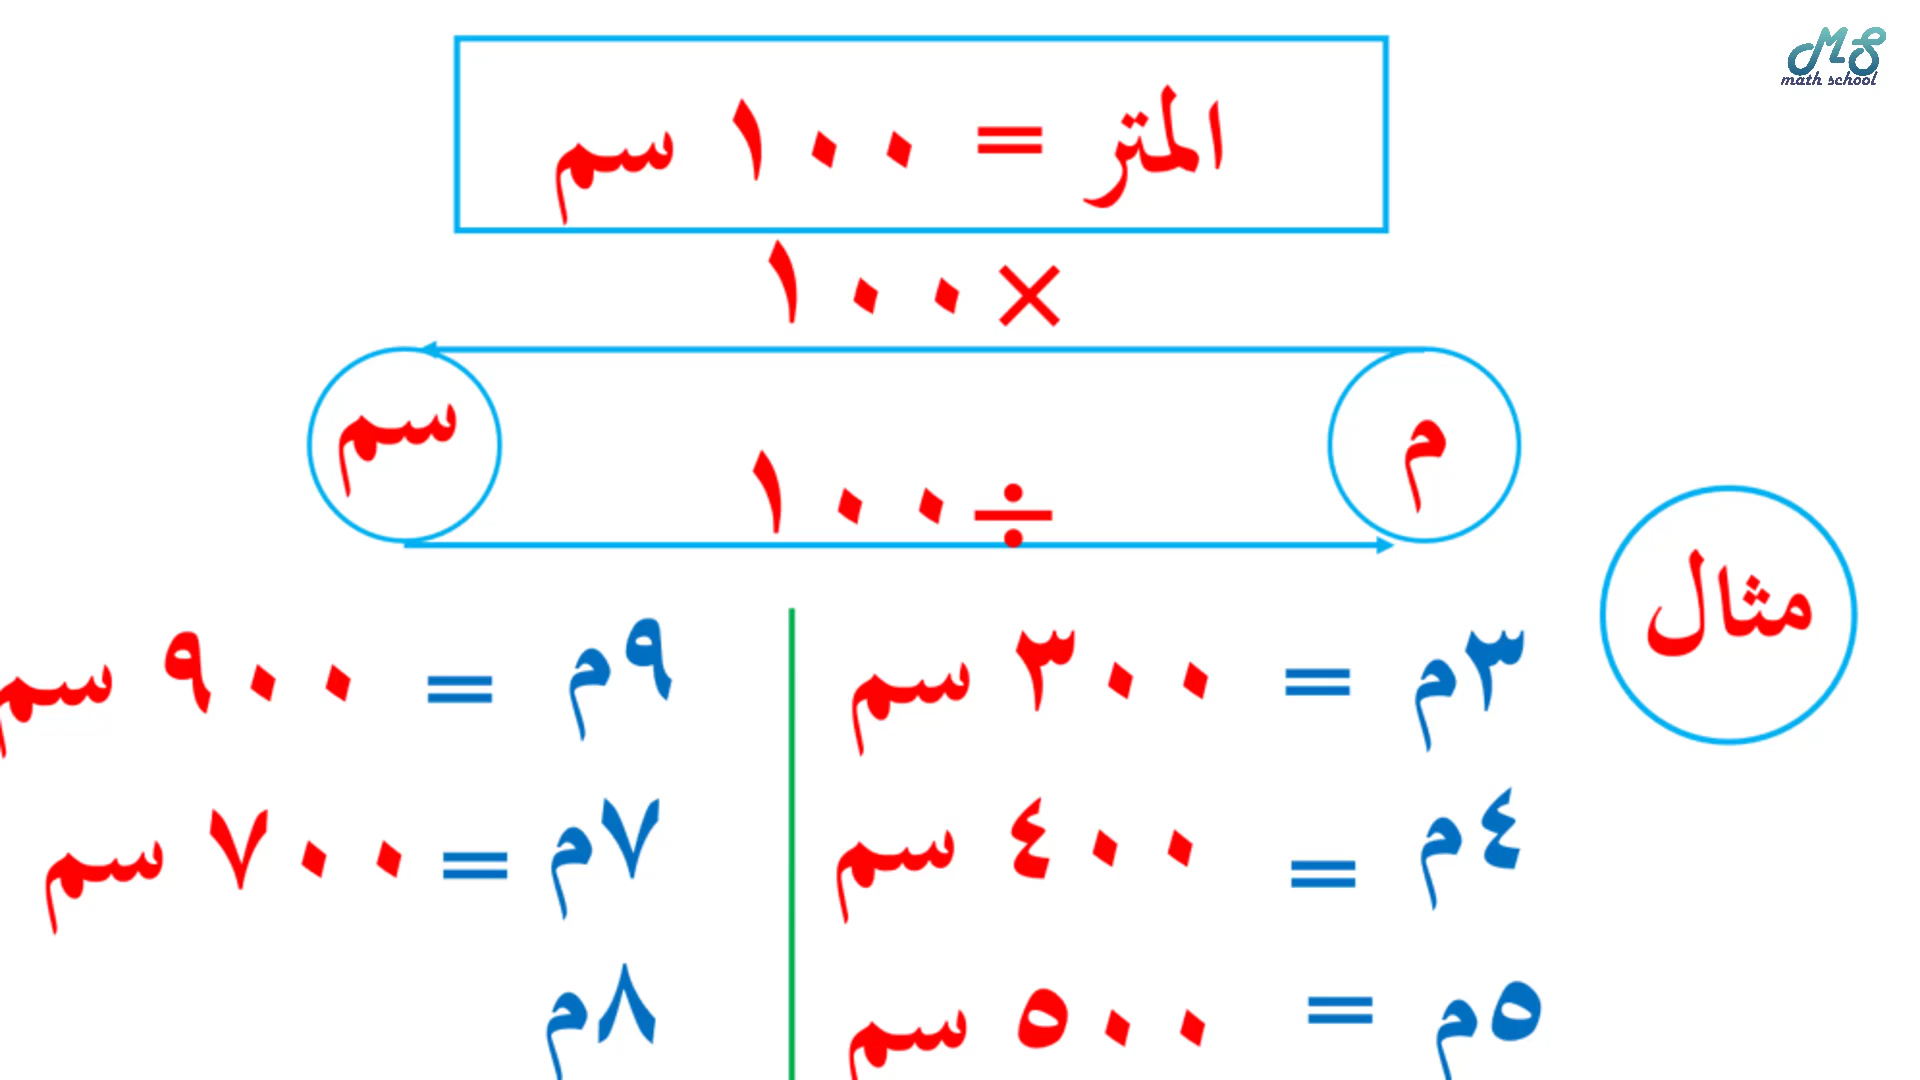 MS
math school
المتر = ١٠٠ سم
×١٠٠
م
سم
÷١٠٠
مثال
٣م = ٣٠٠ سم
٩م = ٩٠٠ سم
٤م = ٤٠٠ سم
٧م = ٧٠٠ سم
٥م = ٥٠٠ سم
٨م